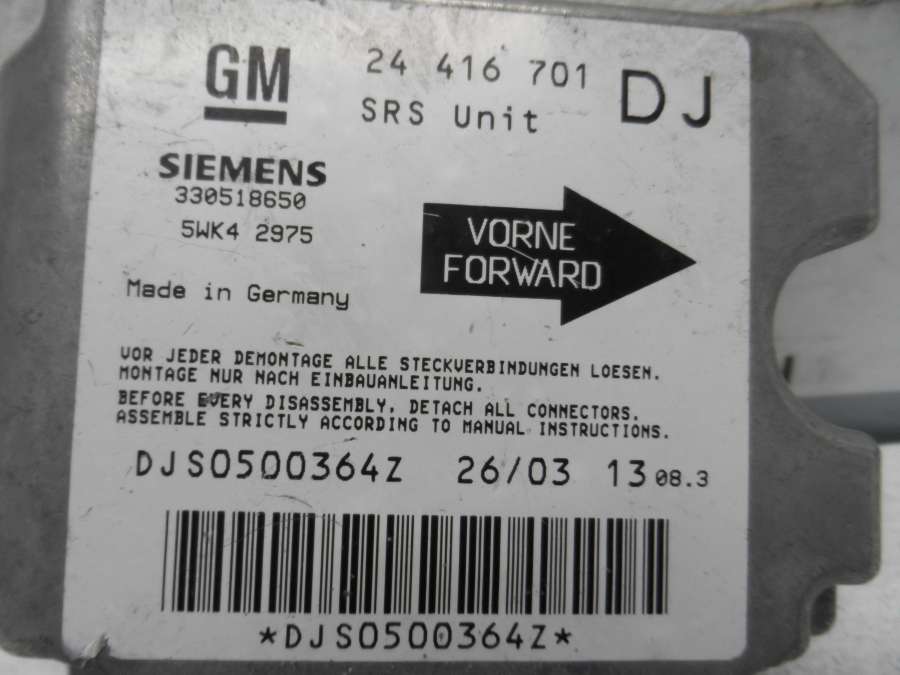 GM
24 416 701
DJ
SRS Unit
SIEMENS
330518650
5WK4 2975
VORNE
FORWARD
Made in Germany
VOR JEDER DEMONTAGE ALLE STECKVERBINDUNGEN LOESEN.
MONTAGE NUR NACH EINBAUANLEITUNG.
BEFORE EVERY DISASSEMBLY, DETACH ALL CONNECTORS.
ASSEMBLE STRICTLY ACCORDING TO MANUAL INSTRUCTIONS.
DJS0500364Z 26/03 13 08.3
*DJS0500364Z*